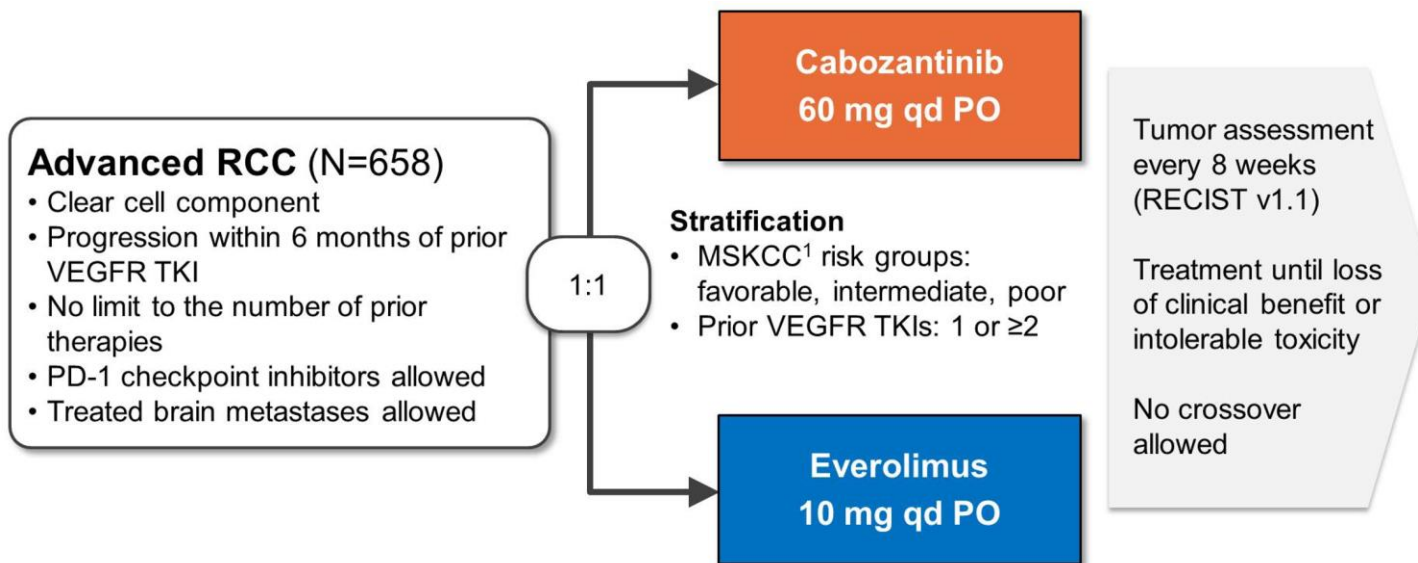 Advanced RCC (N=658)
• Clear cell component
• Progression within 6 months of prior
VEGFR TKI
• No limit to the number of prior
therapies
• PD-1 checkpoint inhibitors allowed
• Treated brain metastases allowed
1:1
Cabozantinib
60 mg qd PO
Stratification
• MSKCC¹ risk groups:
favorable, intermediate, poor
• Prior VEGFR TKIs: 1 or ≥2
Everolimus
10 mg qd PO
Tumor assessment
every 8 weeks
(RECIST v1.1)
Treatment until loss
of clinical benefit or
intolerable toxicity
No crossover
allowed